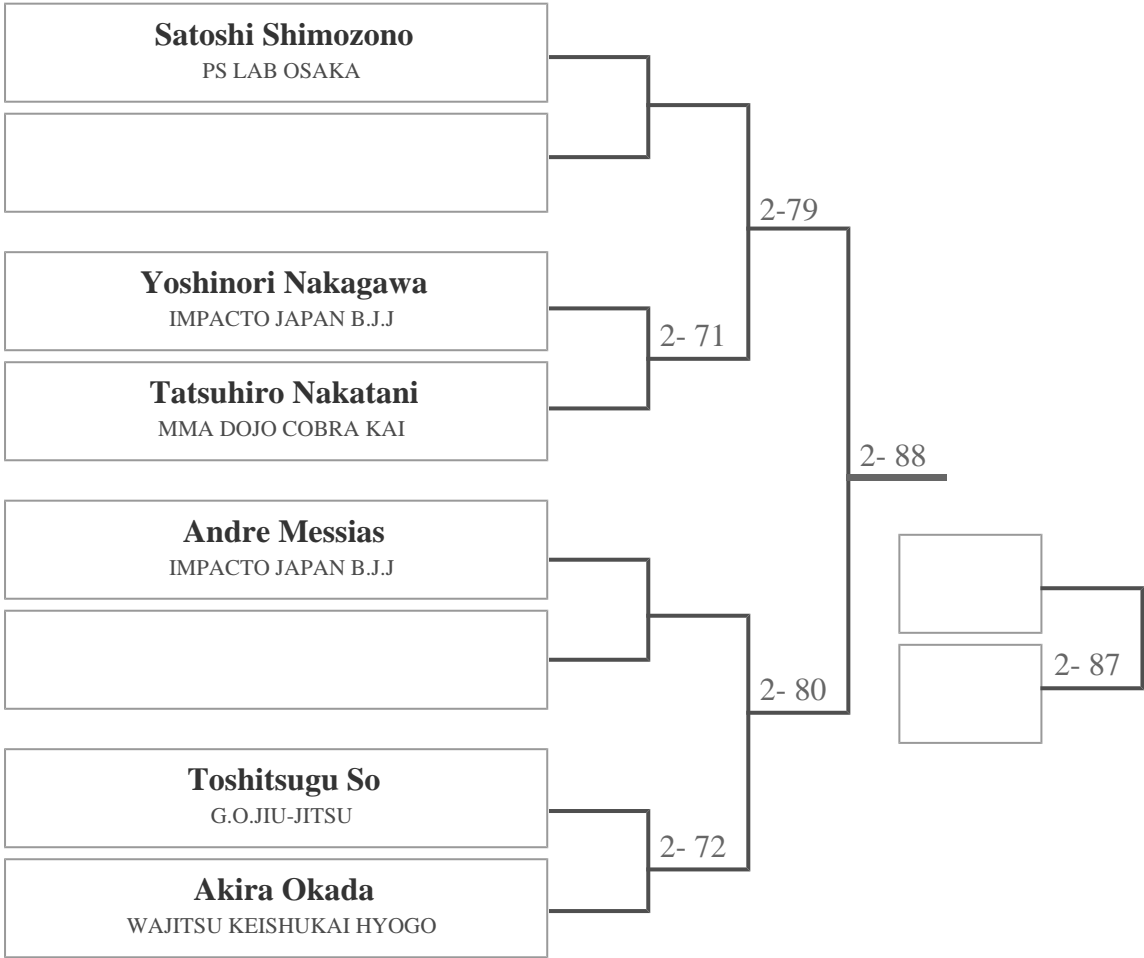 Satoshi Shimozono
PS LAB OSAKA
2-79
Yoshinori Nakagawa
IMPACTO JAPAN B.J.J
2- 71
Tatsuhiro Nakatani
MMA DOJO COBRA KAI
2- 88
Andre Messias
IMPACTO JAPAN B.J.J
2- 80
2- 87
Toshitsugu So
G.O.JIU-JITSU
2- 72
Akira Okada
WAJITSU KEISHUKAI HYOGO